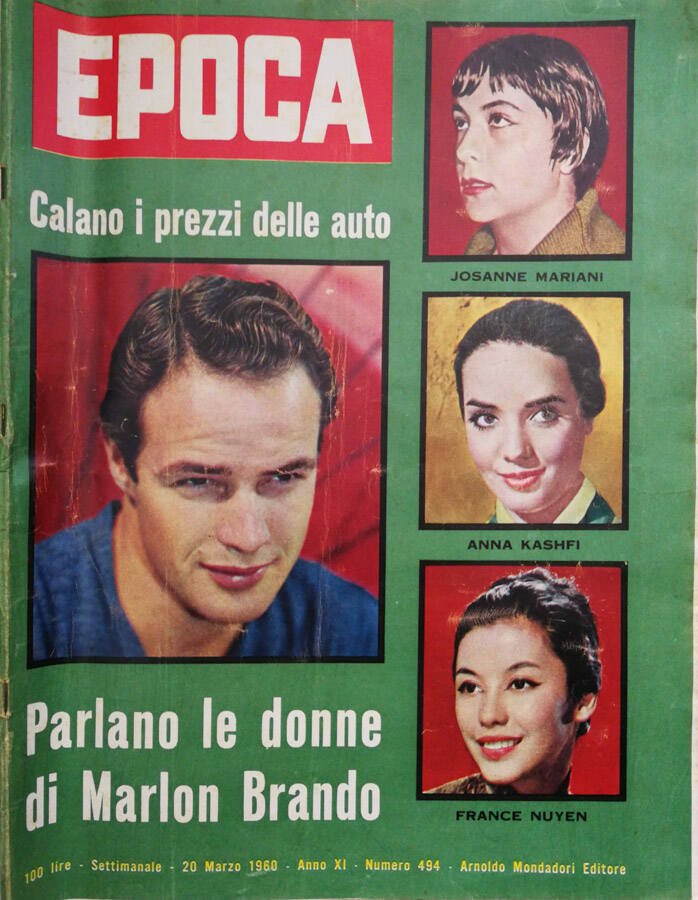 EPOCA
Calano i prezzi delle auto
JOSANNE MARIANI
ANNA KASHFI
FRANCE NUYEN
Parlano le donne
di Marlon Brando
100 lire - Settimanale - 20 Marzo 1960 - Anno XI - Numero 494 - Arnoldo Mondadori Editore